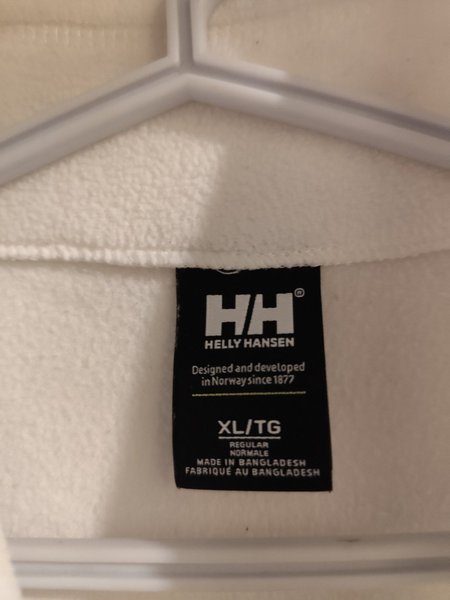 H/H®
HELLY HANSEN
Designed and developed
in Norway since 1877
XL/TG
REGULAR
NORMALE
MADE IN BANGLADESH
FABRIQUÉ AU BANGLADESH